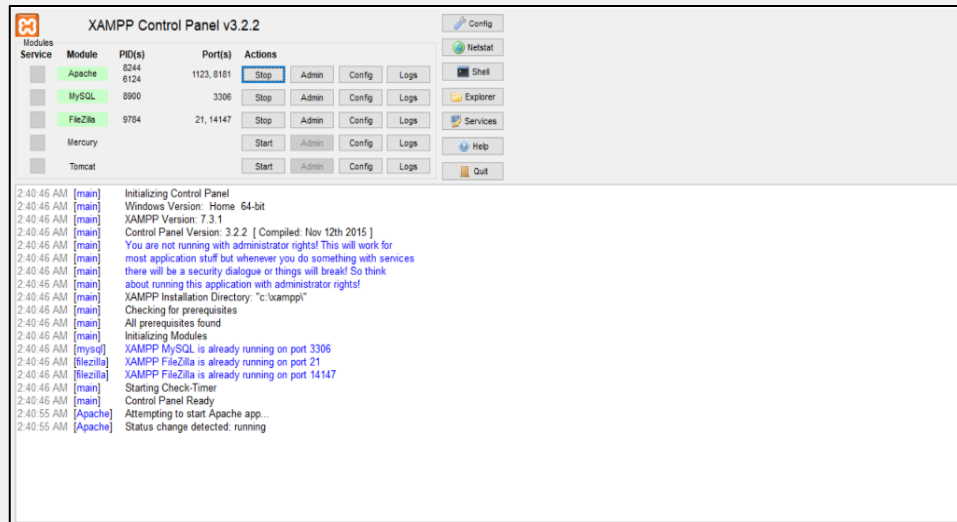 XAMPP Control Panel v3.2.2
Modules
Service Module PID(s) Port(s) Actions
Apache 8244 6124 1123, 8181 Stop Admin Config Logs
MySQL 8900 3306 Stop Admin Config Logs
FileZilla 9784 21, 14147 Stop Admin Config Logs
Mercury Start Admin Config Logs
Tomcat Start Admin Config Logs
Config
Netstat
Shell
Explorer
Services
Help
Quit
2:40:46 AM [main] Initializing Control Panel
2:40:46 AM [main] Windows Version: Home 64-bit
2:40:46 AM [main] XAMPP Version: 7.3.1
2:40:46 AM [main] Control Panel Version: 3.2.2 [ Compiled: Nov 12th 2015 ]
2:40:46 AM [main] You are not running with administrator rights! This will work for
2:40:46 AM [main] most application stuff but whenever you do something with services
2:40:46 AM [main] there will be a security dialogue or things will break! So think
2:40:46 AM [main] about running this application with administrator rights!
2:40:46 AM [main] XAMPP Installation Directory: "c:\xampp\"
2:40:46 AM [main] Checking for prerequisites
2:40:46 AM [main] All prerequisites found
2:40:46 AM [main] Initializing Modules
2:40:46 AM [mysql] XAMPP MySQL is already running on port 3306
2:40:46 AM [filezilla] XAMPP FileZilla is already running on port 21
2:40:46 AM [filezilla] XAMPP FileZilla is already running on port 14147
2:40:46 AM [main] Starting Check-Timer
2:40:46 AM [main] Control Panel Ready
2:40:55 AM [Apache] Attempting to start Apache app...
2:40:55 AM [Apache] Status change detected: running